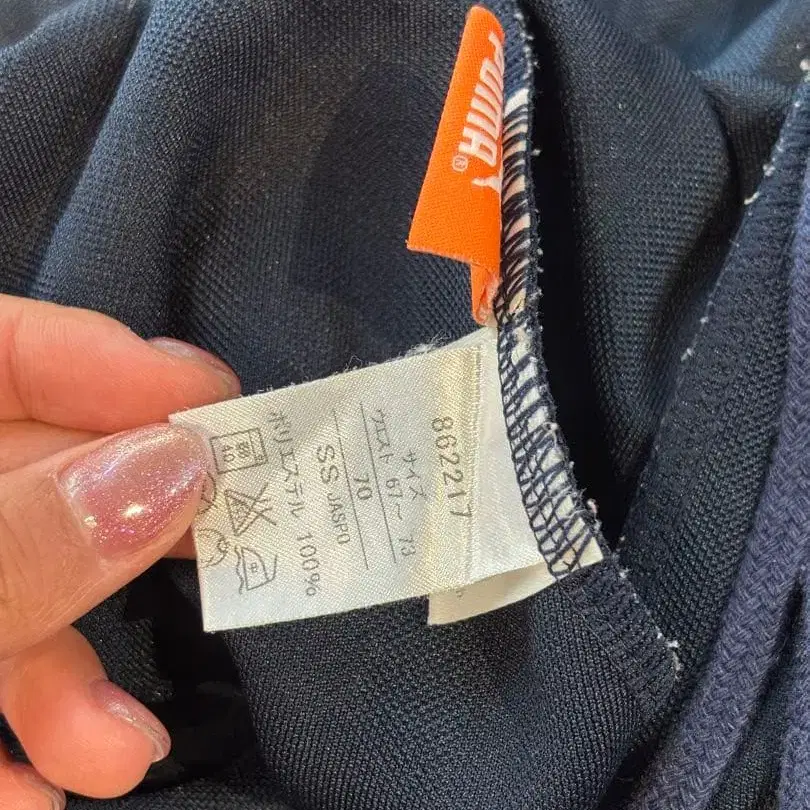 PUMA®
862217
サイズ
ウエスト 67～73
70
SS JASPO
ポリエステル 100%